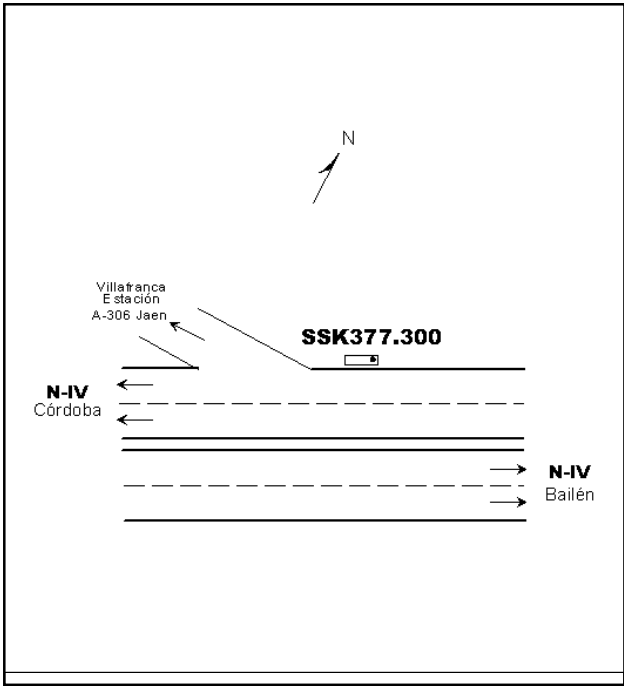 N
Villafranca
Estación
A-306 Jaen
SSK377.300
N-IV
Córdoba
N-IV
Bailén